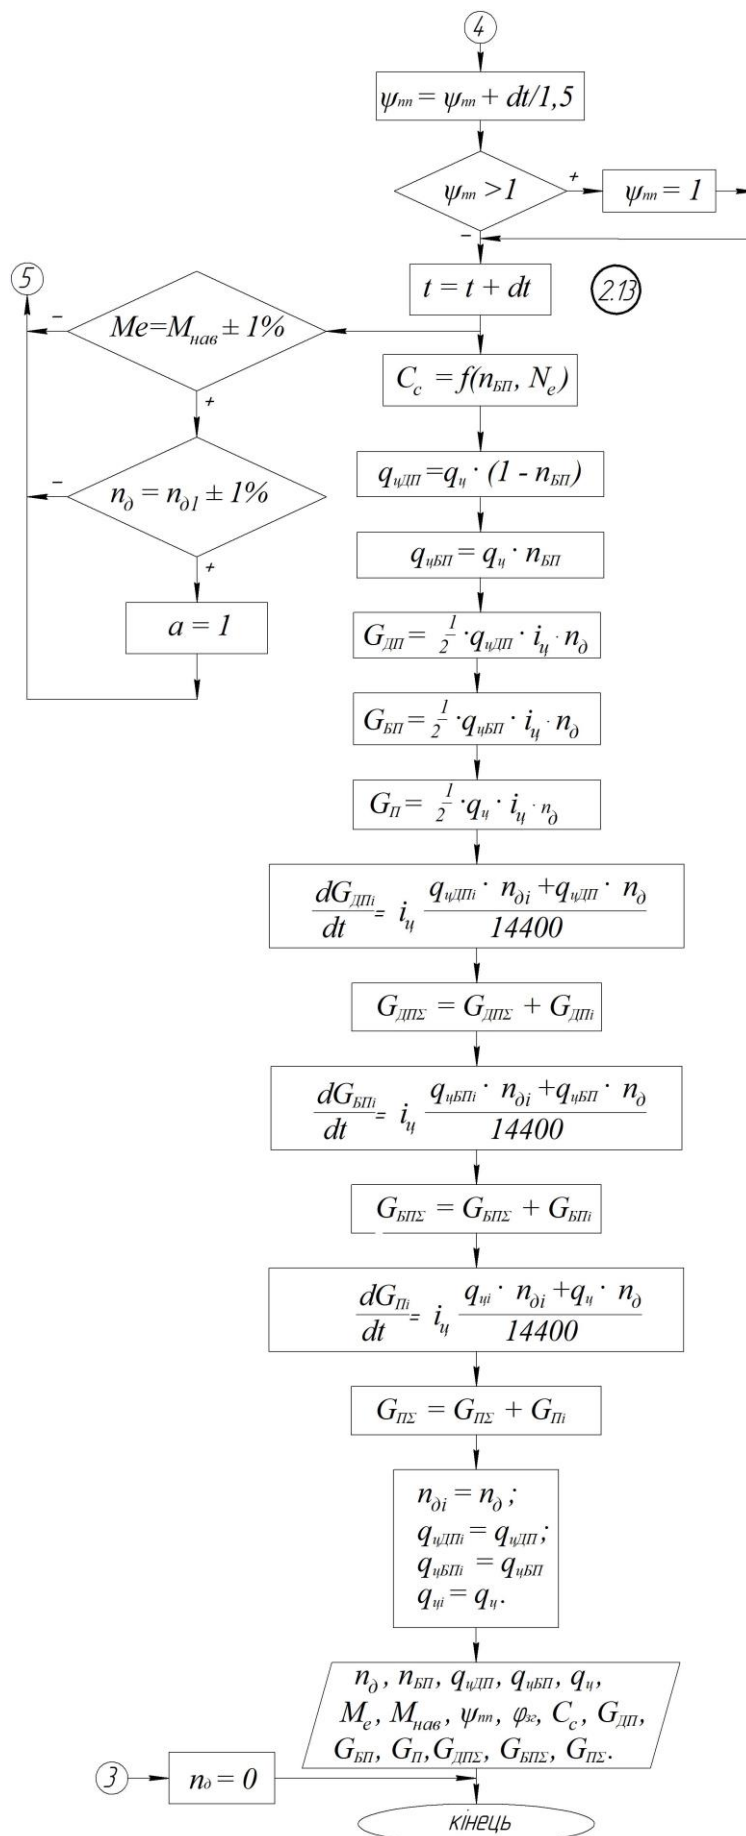 4
ψпп = ψпп + dt/1,5
ψпп >1
+
ψпп = 1
–
5
t = t + dt
2.13
–
Me=Mнав ± 1%
Cc = f(nБП, Ne)
+
qцДП =qц · (1 - nБП)
–
nд = nд1 ± 1%
qцБП = qц · nБП
+
a = 1
GДП = 1/2 ·qцДП · iц · nд
GБП = 1/2 ·qцБП · iц · nд
GП = 1/2 ·qц · iц · nд
dGДПi/dt = iц (qцДПi · nдi +qцДП · nд)/14400
GДПΣ = GДПΣ + GДПi
dGБПi/dt = iц (qцБПi · nдi +qцБП · nд)/14400
GБПΣ = GБПΣ + GБПi
dGПi/dt = iц (qцi · nдi +qц · nд)/14400
GПΣ = GПΣ + GПi
nдi = nд ;
qцДПi = qцДП;
qцБПi = qцБП
qцi = qц.
nд, nБП, qцДП, qцБП, qц,
Me, Mнав, ψпп, φзг, Cc, GДП,
GБП, GП,GДПΣ, GБПΣ, GПΣ.
3
nд = 0
кінець